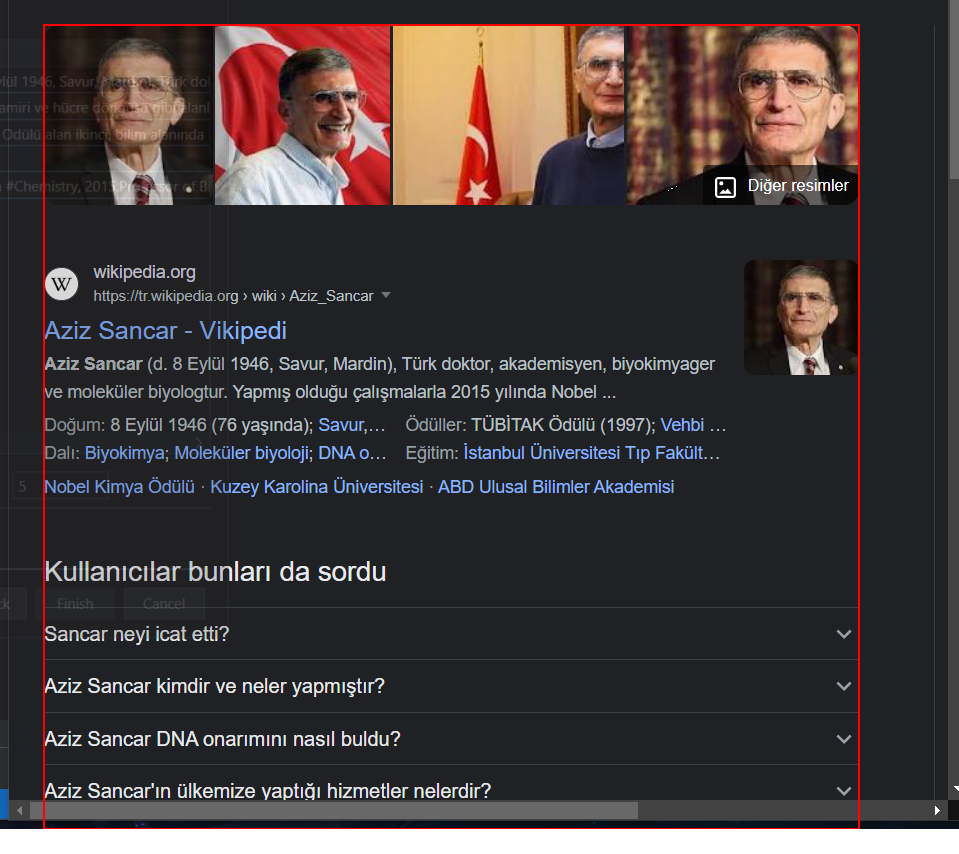 Diğer resimler
W
wikipedia.org
https://tr.wikipedia.org › wiki › Aziz_Sancar
Aziz Sancar - Vikipedi
Aziz Sancar (d. 8 Eylül 1946, Savur, Mardin), Türk doktor, akademisyen, biyokimyager
ve moleküler biyologtur. Yapmış olduğu çalışmalarla 2015 yılında Nobel ...
Doğum: 8 Eylül 1946 (76 yaşında); Savur,… Ödüller: TÜBİTAK Ödülü (1997); Vehbi …
Dalı: Biyokimya; Moleküler biyoloji; DNA o… Eğitim: İstanbul Üniversitesi Tıp Fakült…
5
Nobel Kimya Ödülü · Kuzey Karolina Üniversitesi · ABD Ulusal Bilimler Akademisi
Kullanıcılar bunları da sordu
Finish
Cancel
Sancar neyi icat etti?
Aziz Sancar kimdir ve neler yapmıştır?
Aziz Sancar DNA onarımını nasıl buldu?
Aziz Sancar'ın ülkemize yaptığı hizmetler nelerdir?